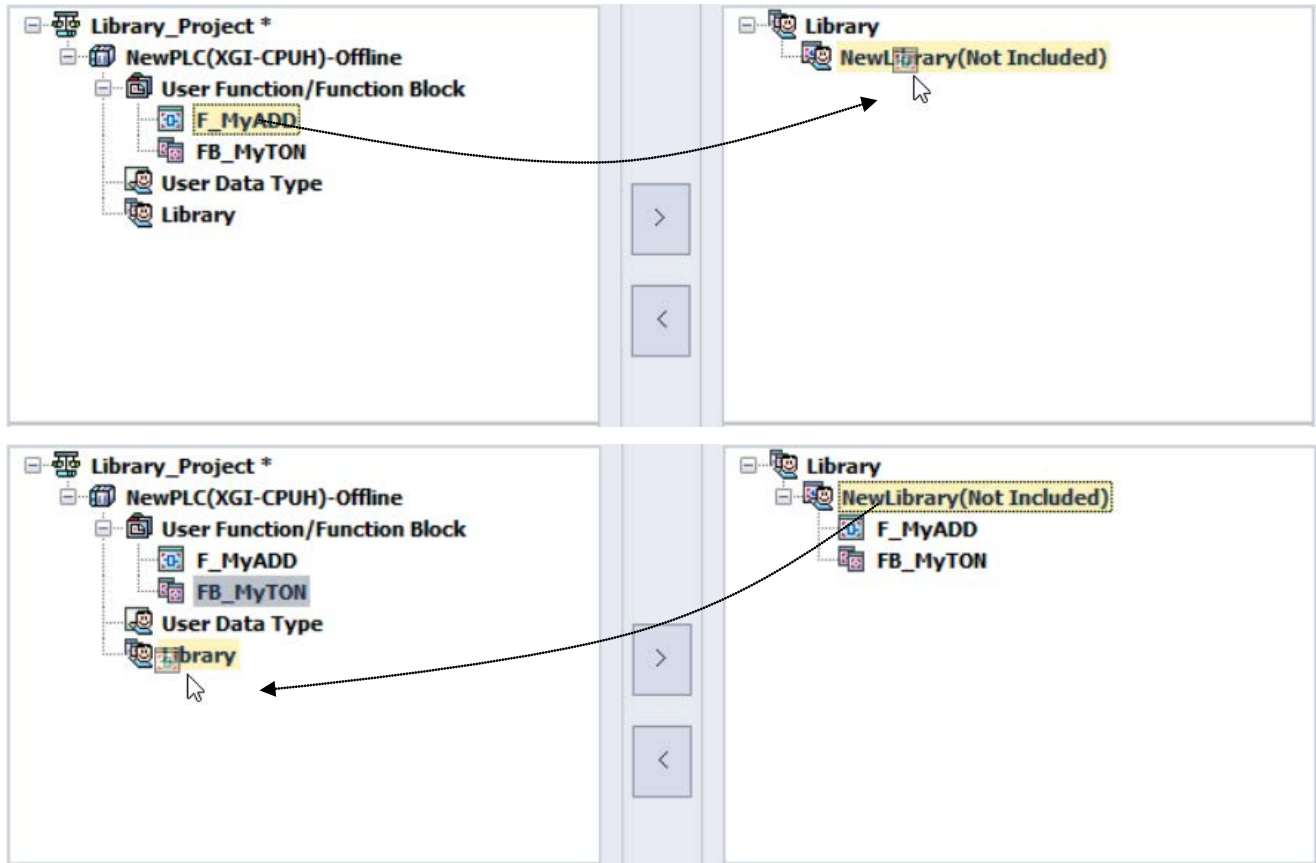 Library_Project *
NewPLC(XGI-CPUH)-Offline
User Function/Function Block
F_MyADD
FB_MyTON
User Data Type
Library
>
<
Library
NewLibrary(Not Included)
Library_Project *
NewPLC(XGI-CPUH)-Offline
User Function/Function Block
F_MyADD
FB_MyTON
User Data Type
Library
>
<
Library
NewLibrary(Not Included)
F_MyADD
FB_MyTON